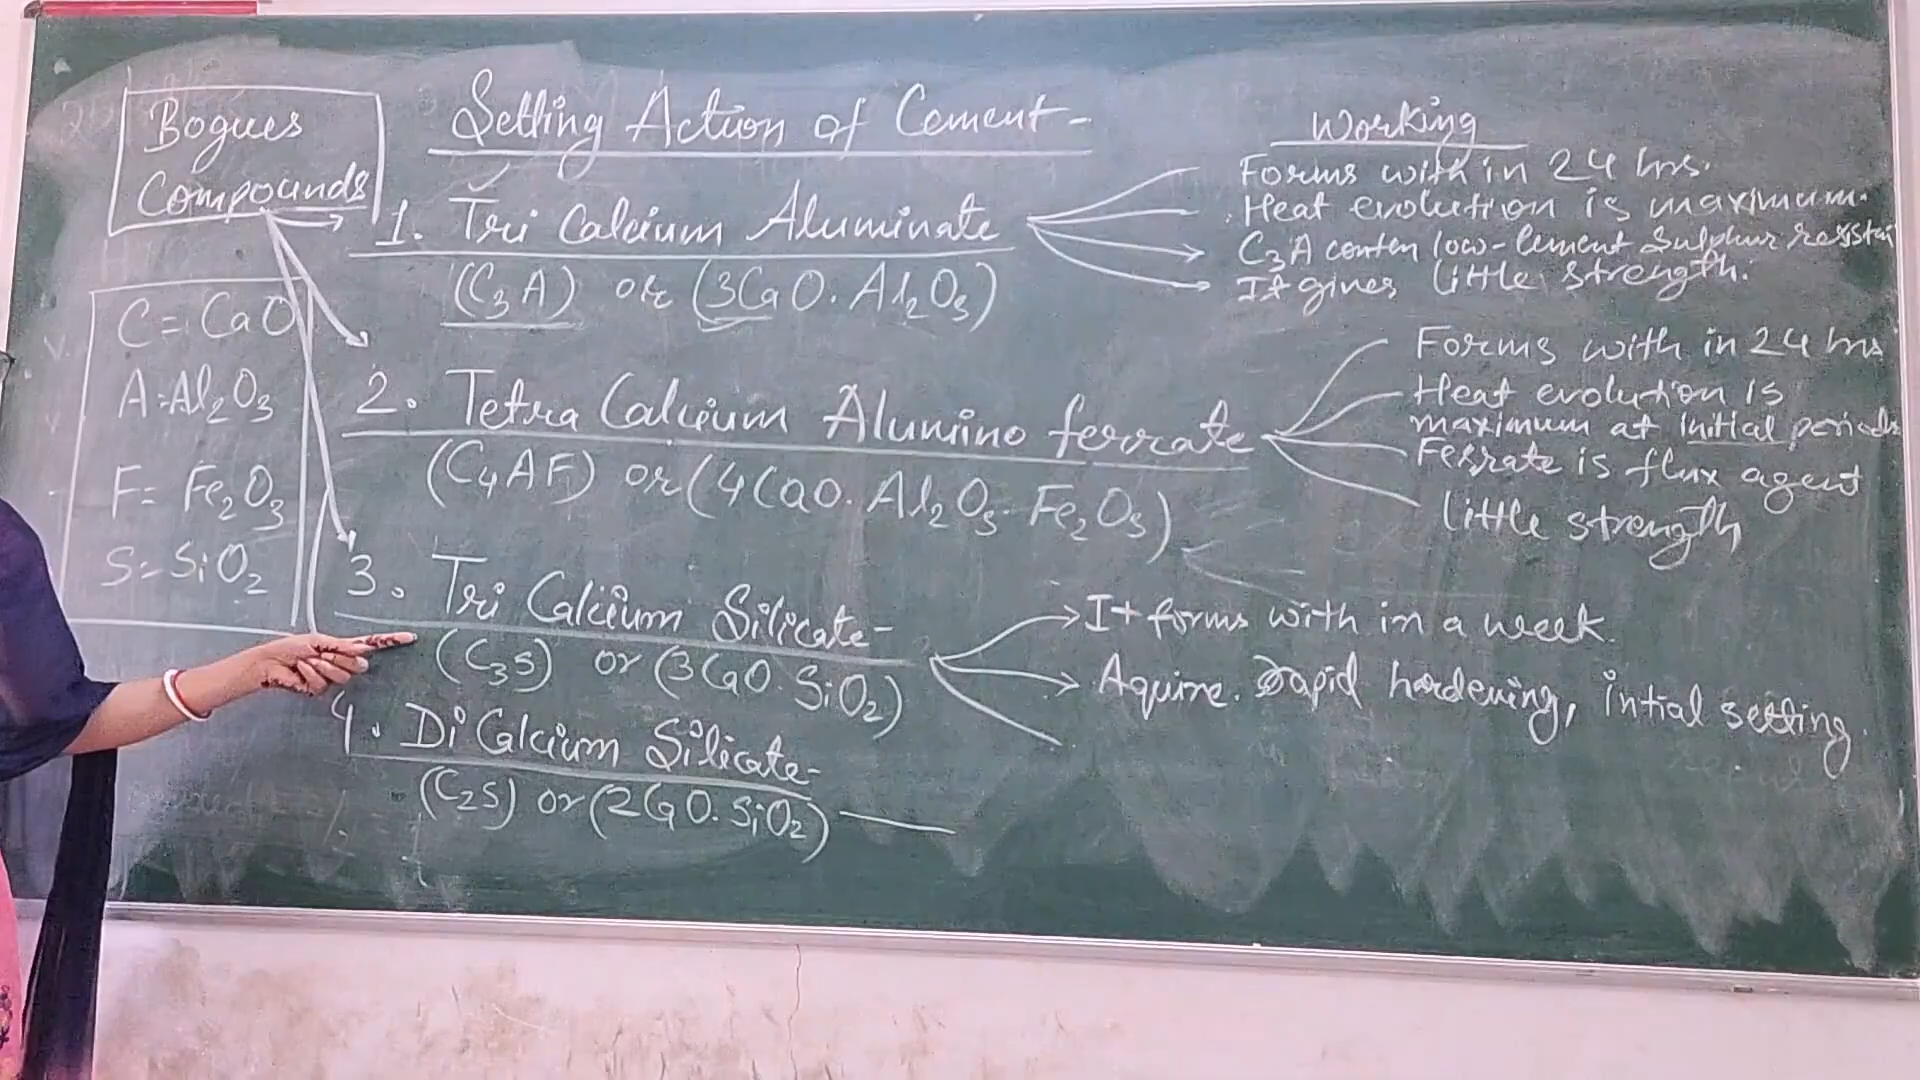 Bogues
Compounds
C = CaO
A = Al2O3
F = Fe2O3
S = SiO2
Setting Action of Cement -
1. Tri Calcium Aluminate
(C3A) or (3CaO. Al2O3)
2. Tetra Calcium Alumino ferrate
(C4AF) or (4CaO. Al2O3. Fe2O3)
3. Tri Calcium Silicate -
(C3S) or (3CaO. SiO2)
4. Di Calcium Silicate -
(C2S) or (2CaO. SiO2)
Working
Forms with in 24 hrs.
Heat evolution is maximum.
C3A conten low - Cement Sulphur
It gives little strength.
Forms with in 24 hrs
Heat evolution is
maximum at initial periods
Ferrate is flux agent
little strength
It forms with in a week.
Aquire. rapid hardening, intial setting.